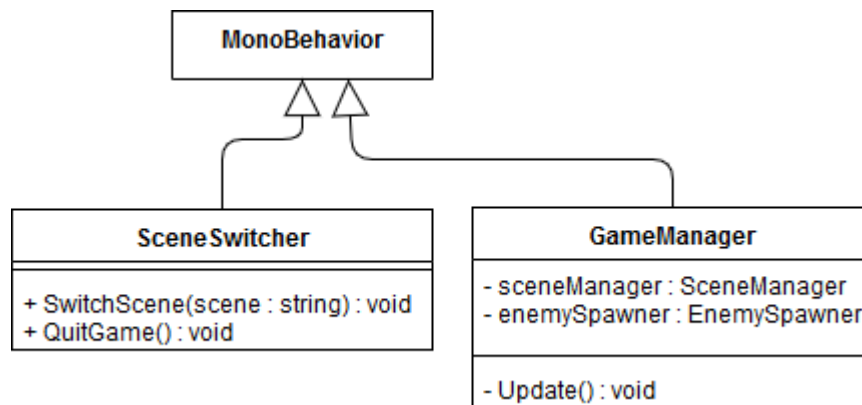 MonoBehavior
SceneSwitcher
+ SwitchScene(scene : string) : void
+ QuitGame() : void
GameManager
- sceneManager : SceneManager
- enemySpawner : EnemySpawner
- Update() : void